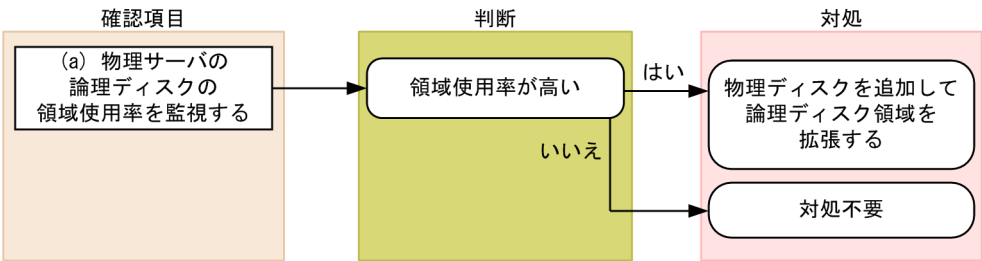 確認項目
判断
対処
(a) 物理サーバの
論理ディスクの
領域使用率を監視する
領域使用率が高い
はい
いいえ
物理ディスクを追加して
論理ディスク領域を
拡張する
対処不要